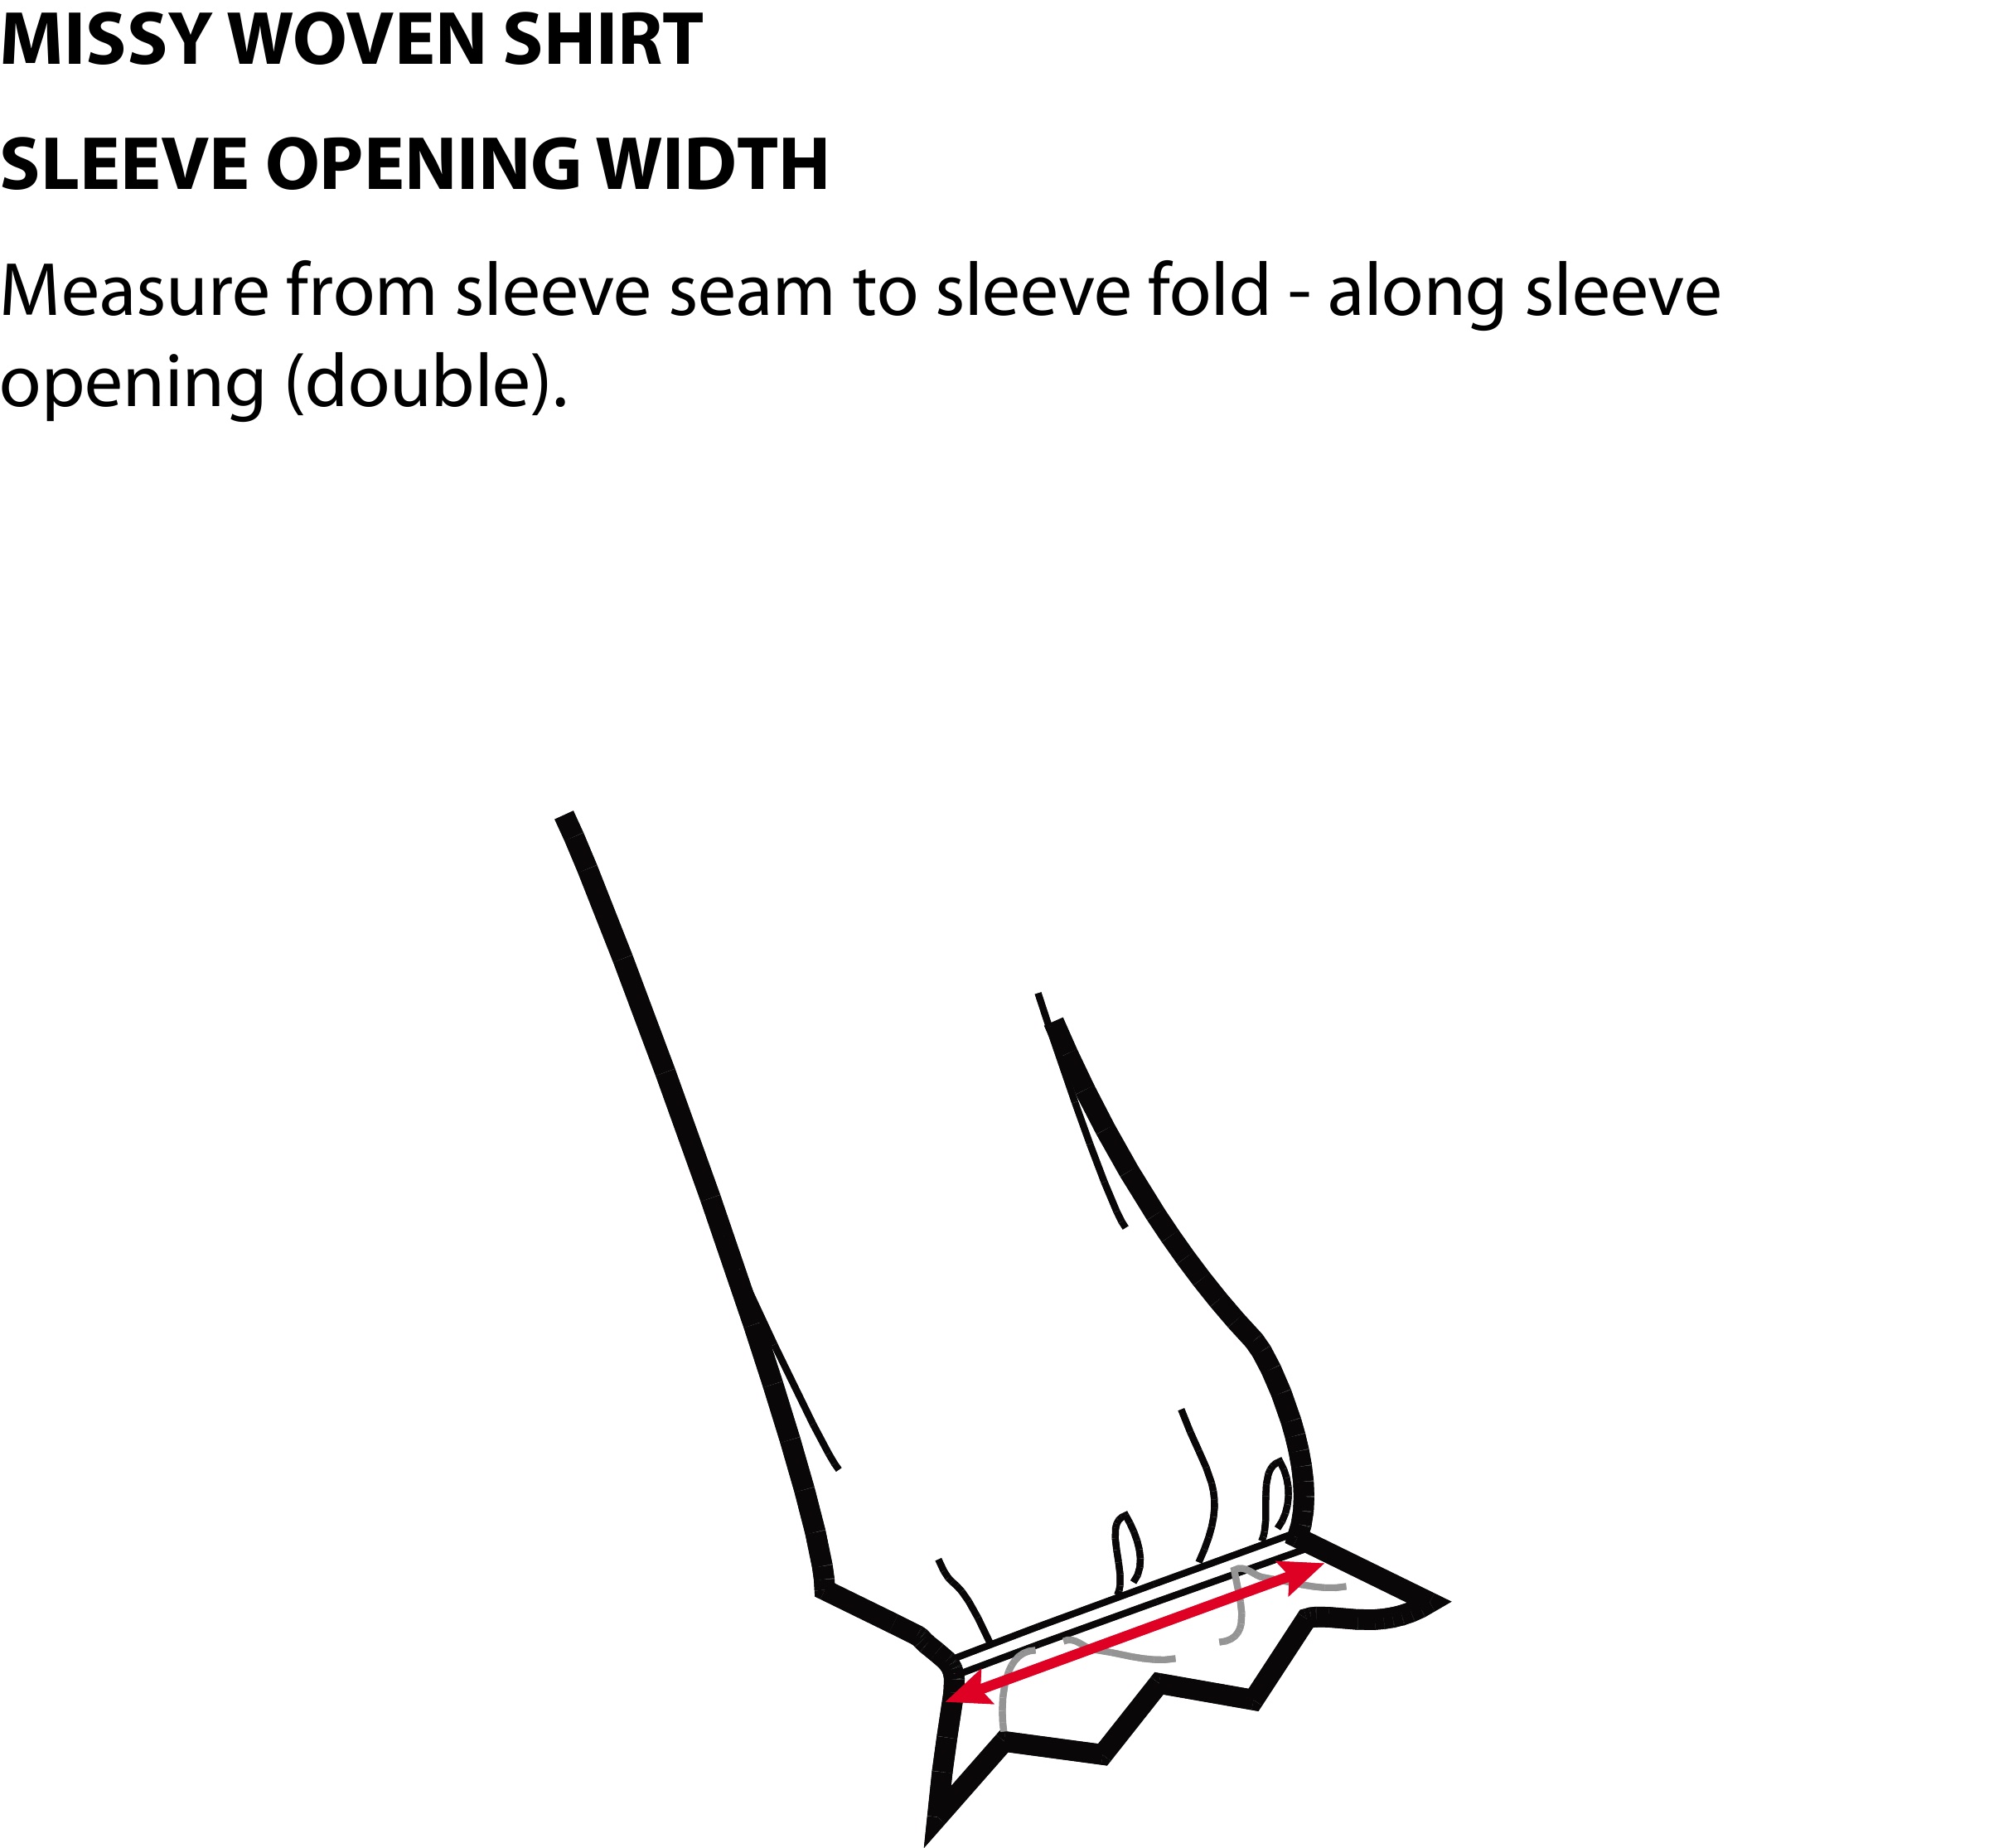 MISSY WOVEN SHIRT
SLEEVE OPENING WIDTH
Measure from sleeve seam to sleeve fold - along sleeve
opening (double).